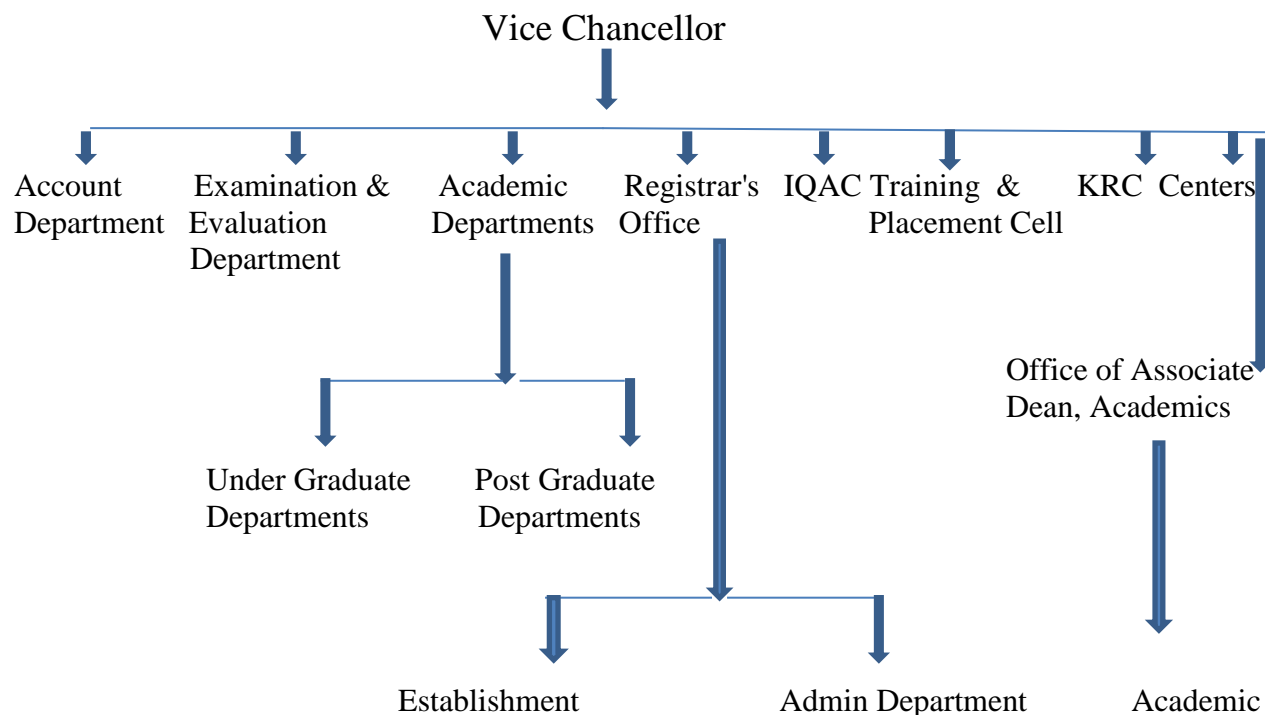 Vice Chancellor
Account Department
Examination & Evaluation Department
Academic Departments
Registrar's Office
IQAC
Training & Placement Cell
KRC
Centers
Office of Associate
Dean, Academics
Under Graduate
Departments
Post Graduate
Departments
Establishment
Admin Department
Academic